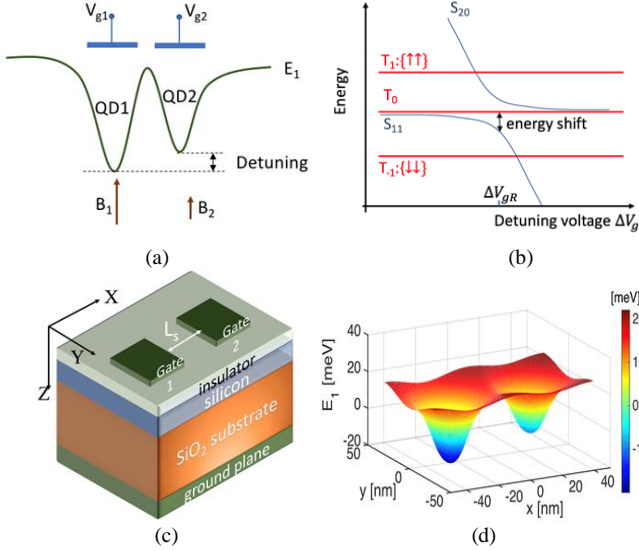 V_g1 V_g2
E_1
QD1 QD2
Detuning
B_1 B_2
(a)
Energy
S_20
T_1:{↑↑}
T_0
S_11
energy shift
T_-1:{↓↓}
ΔV_gR
Detuning voltage ΔV_g
(b)
X
Y
Z
L_s
Gate 1
Gate 2
insulator
silicon
SiO_2 substrate
ground plane
(c)
[meV]
E_1 [meV]
40
20
0
-20
50
0
-50
y [nm]
-40 -20 0 20 40
x [nm]
2
1
0
-1
(d)